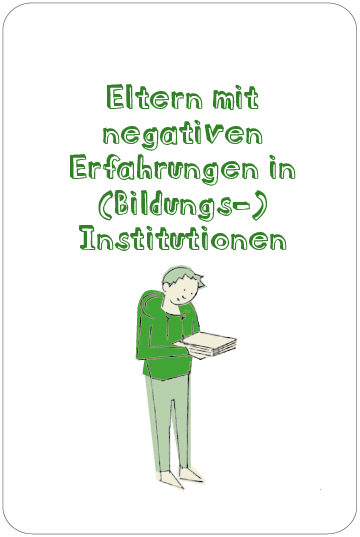 Eltern mit
negativen
Erfahrungen in
(Bildungs-)
Institutionen